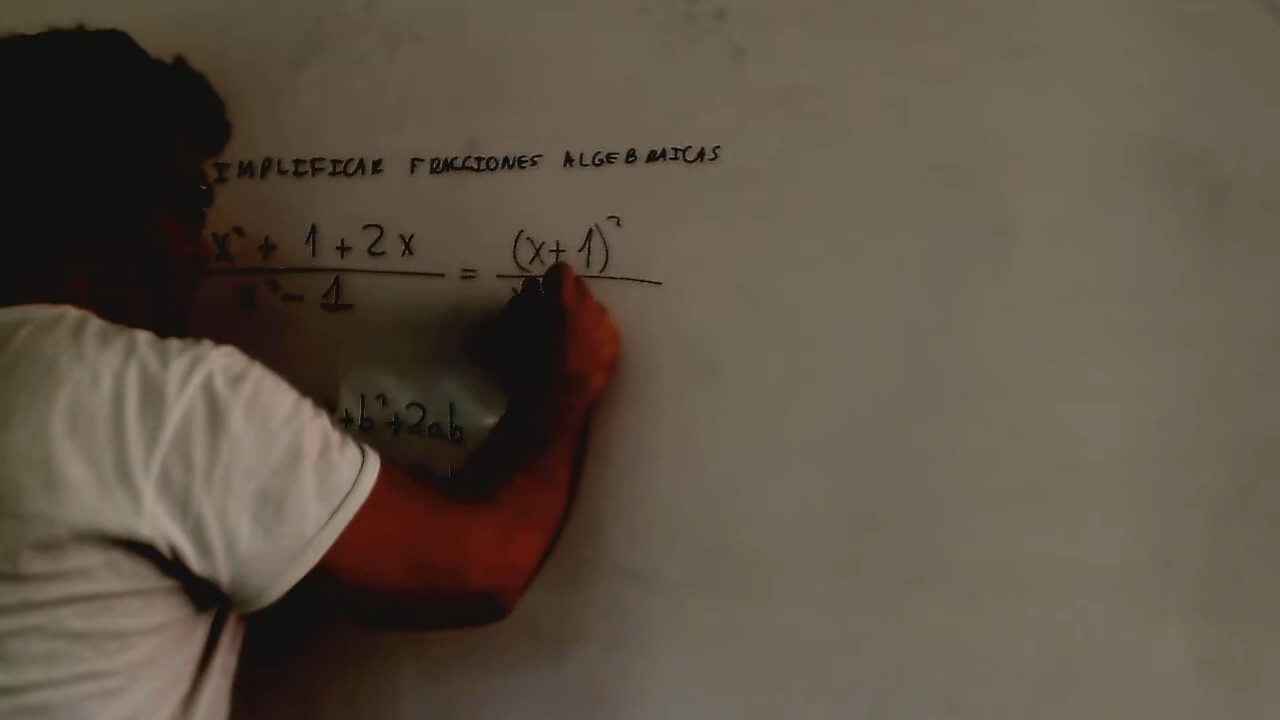 IMPLIFICAR FRACCIONES ALGEBRAICAS
x² + 1 + 2x = (x+1)²
x² - 1
+b²+2ab